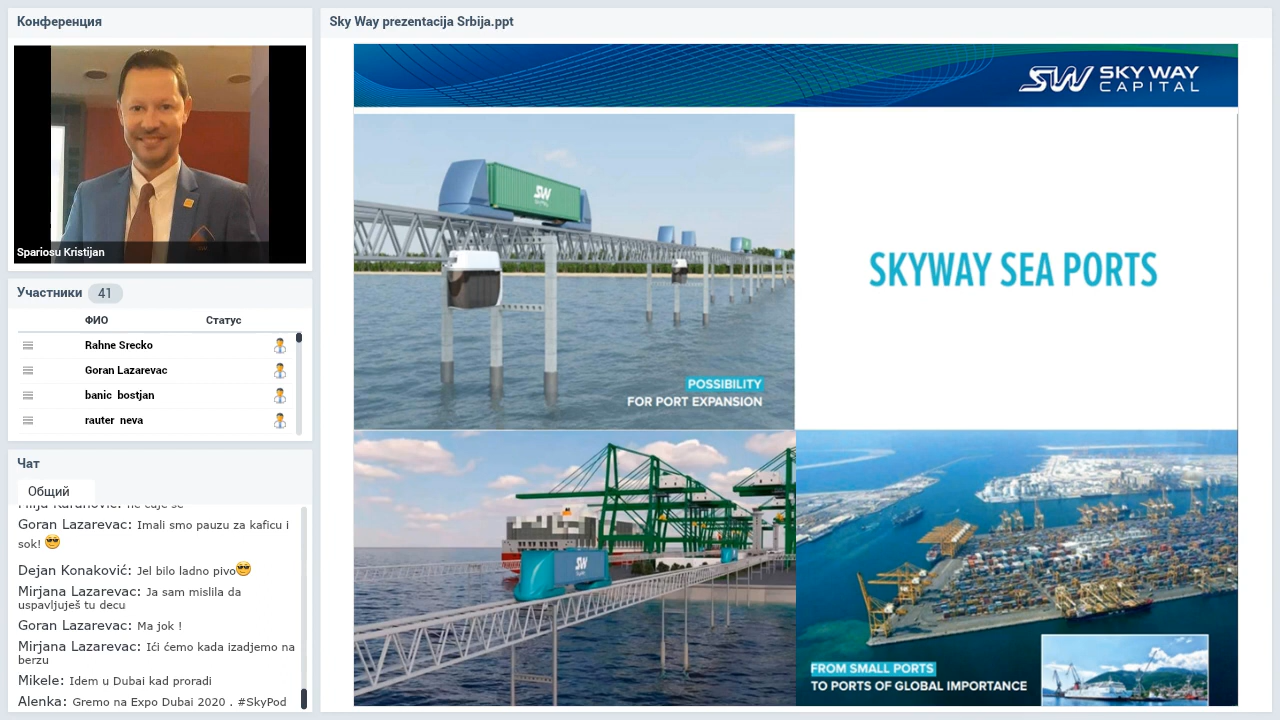 Конференция
Spariosu Kristijan
Участники 41
ФИО Статус
Rahne Srecko
Goran Lazarevac
banic bostjan
rauter neva
Чат
Общий
Goran Lazarevac: Imali smo pauzu za kaficu i
sok!
Dejan Konaković: Jel bilo ladno pivo
Mirjana Lazarevac: Ja sam mislila da
uspavljuješ tu decu
Goran Lazarevac: Ma jok !
Mirjana Lazarevac: Ići ćemo kada izadjemo na
berzu
Mikele: Idem u Dubai kad proradi
Alenka: Gremo na Expo Dubai 2020 . #SkyPod
Sky Way prezentacija Srbija.ppt
SW SKY WAY
CAPITAL
SW
POSSIBILITY
FOR PORT EXPANSION
SKYWAY SEA PORTS
SW
FROM SMALL PORTS
TO PORTS OF GLOBAL IMPORTANCE